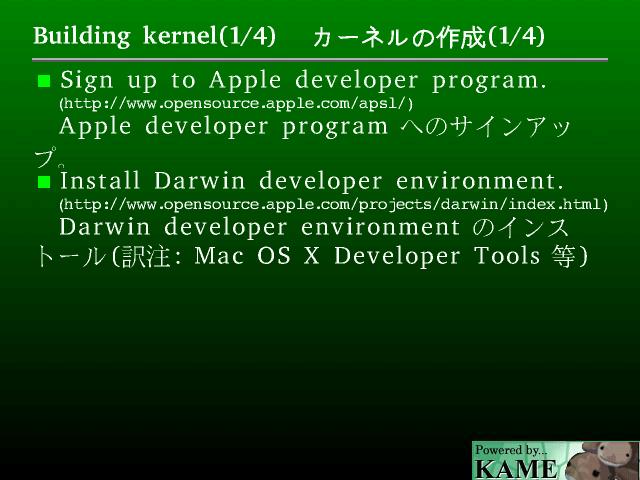 Building kernel(1/4) カーネルの作成(1/4)
Sign up to Apple developer program.
(http://www.opensource.apple.com/apsl/)
Apple developer program へのサインアッ
プ。
Install Darwin developer environment.
(http://www.opensource.apple.com/projects/darwin/index.html)
Darwin developer environment のインス
トール(訳注: Mac OS X Developer Tools 等)
Powered by...
KAME